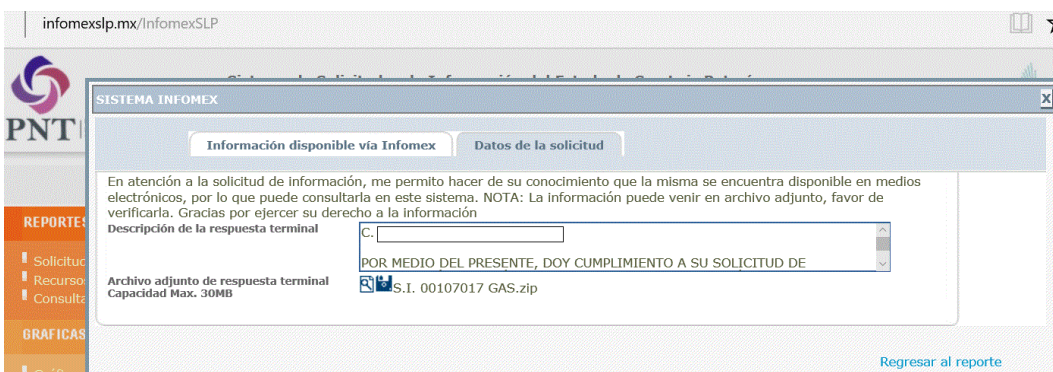 infomexslp.mx/InfomexSLP
PNT
SISTEMA INFOMEX
X
Información disponible vía Infomex
Datos de la solicitud
En atención a la solicitud de información, me permito hacer de su conocimiento que la misma se encuentra disponible en medios
electrónicos, por lo que puede consultarla en este sistema. NOTA: La información puede venir en archivo adjunto, favor de
verificarla. Gracias por ejercer su derecho a la información
Descripción de la respuesta terminal
C.
POR MEDIO DEL PRESENTE, DOY CUMPLIMIENTO A SU SOLICITUD DE
Archivo adjunto de respuesta terminal
Capacidad Max. 30MB
S.I. 00107017 GAS.zip
REPORTES
Solicitud
Recurso
Consulta
GRAFICAS
Regresar al reporte